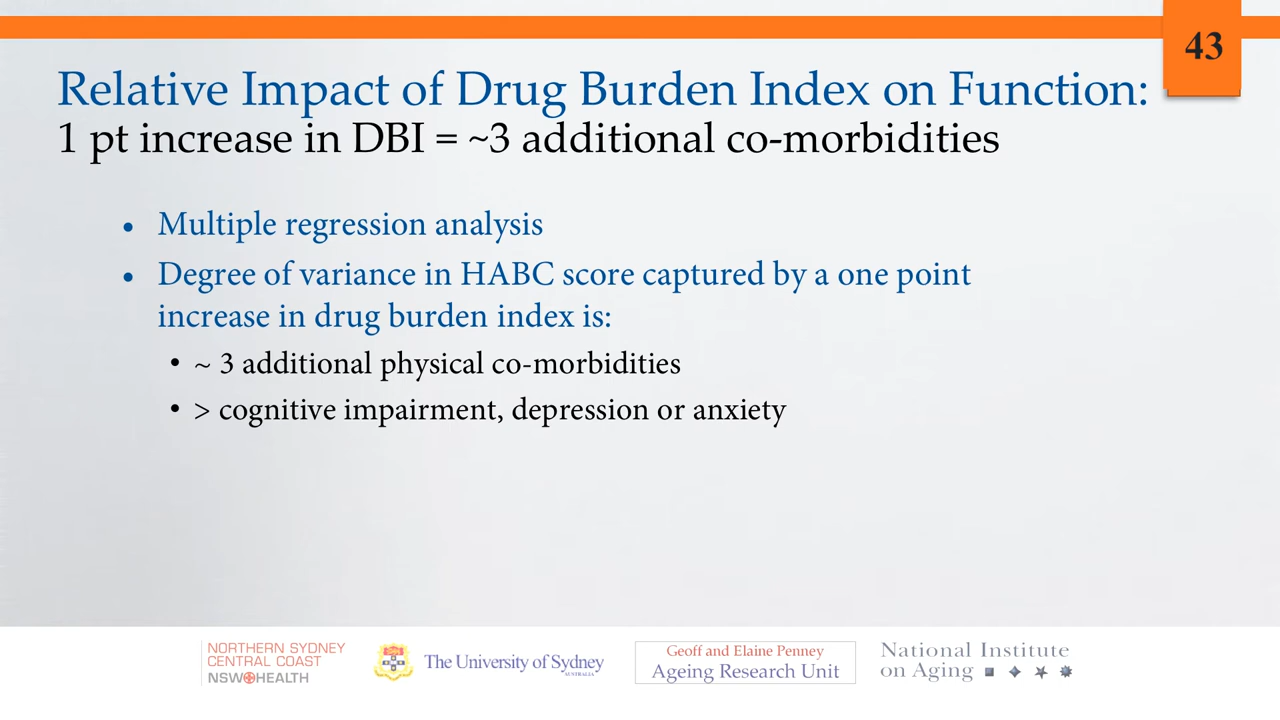 43
Relative Impact of Drug Burden Index on Function:
1 pt increase in DBI = ~3 additional co-morbidities
• Multiple regression analysis
• Degree of variance in HABC score captured by a one point
increase in drug burden index is:
• ~ 3 additional physical co-morbidities
• > cognitive impairment, depression or anxiety
NORTHERN SYDNEY
CENTRAL COAST
NSW HEALTH
The University of Sydney
AUSTRALIA
Geoff and Elaine Penney
Ageing Research Unit
National Institute
on Aging